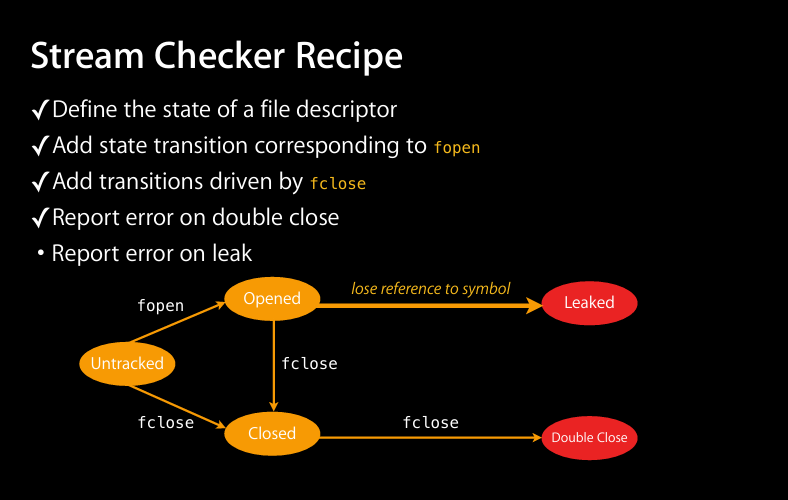 Stream Checker Recipe
✓Define the state of a file descriptor
✓Add state transition corresponding to fopen
✓Add transitions driven by fclose
✓Report error on double close
• Report error on leak
lose reference to symbol
Opened
Leaked
fopen
Untracked
fclose
fclose
fclose
Closed
Double Close